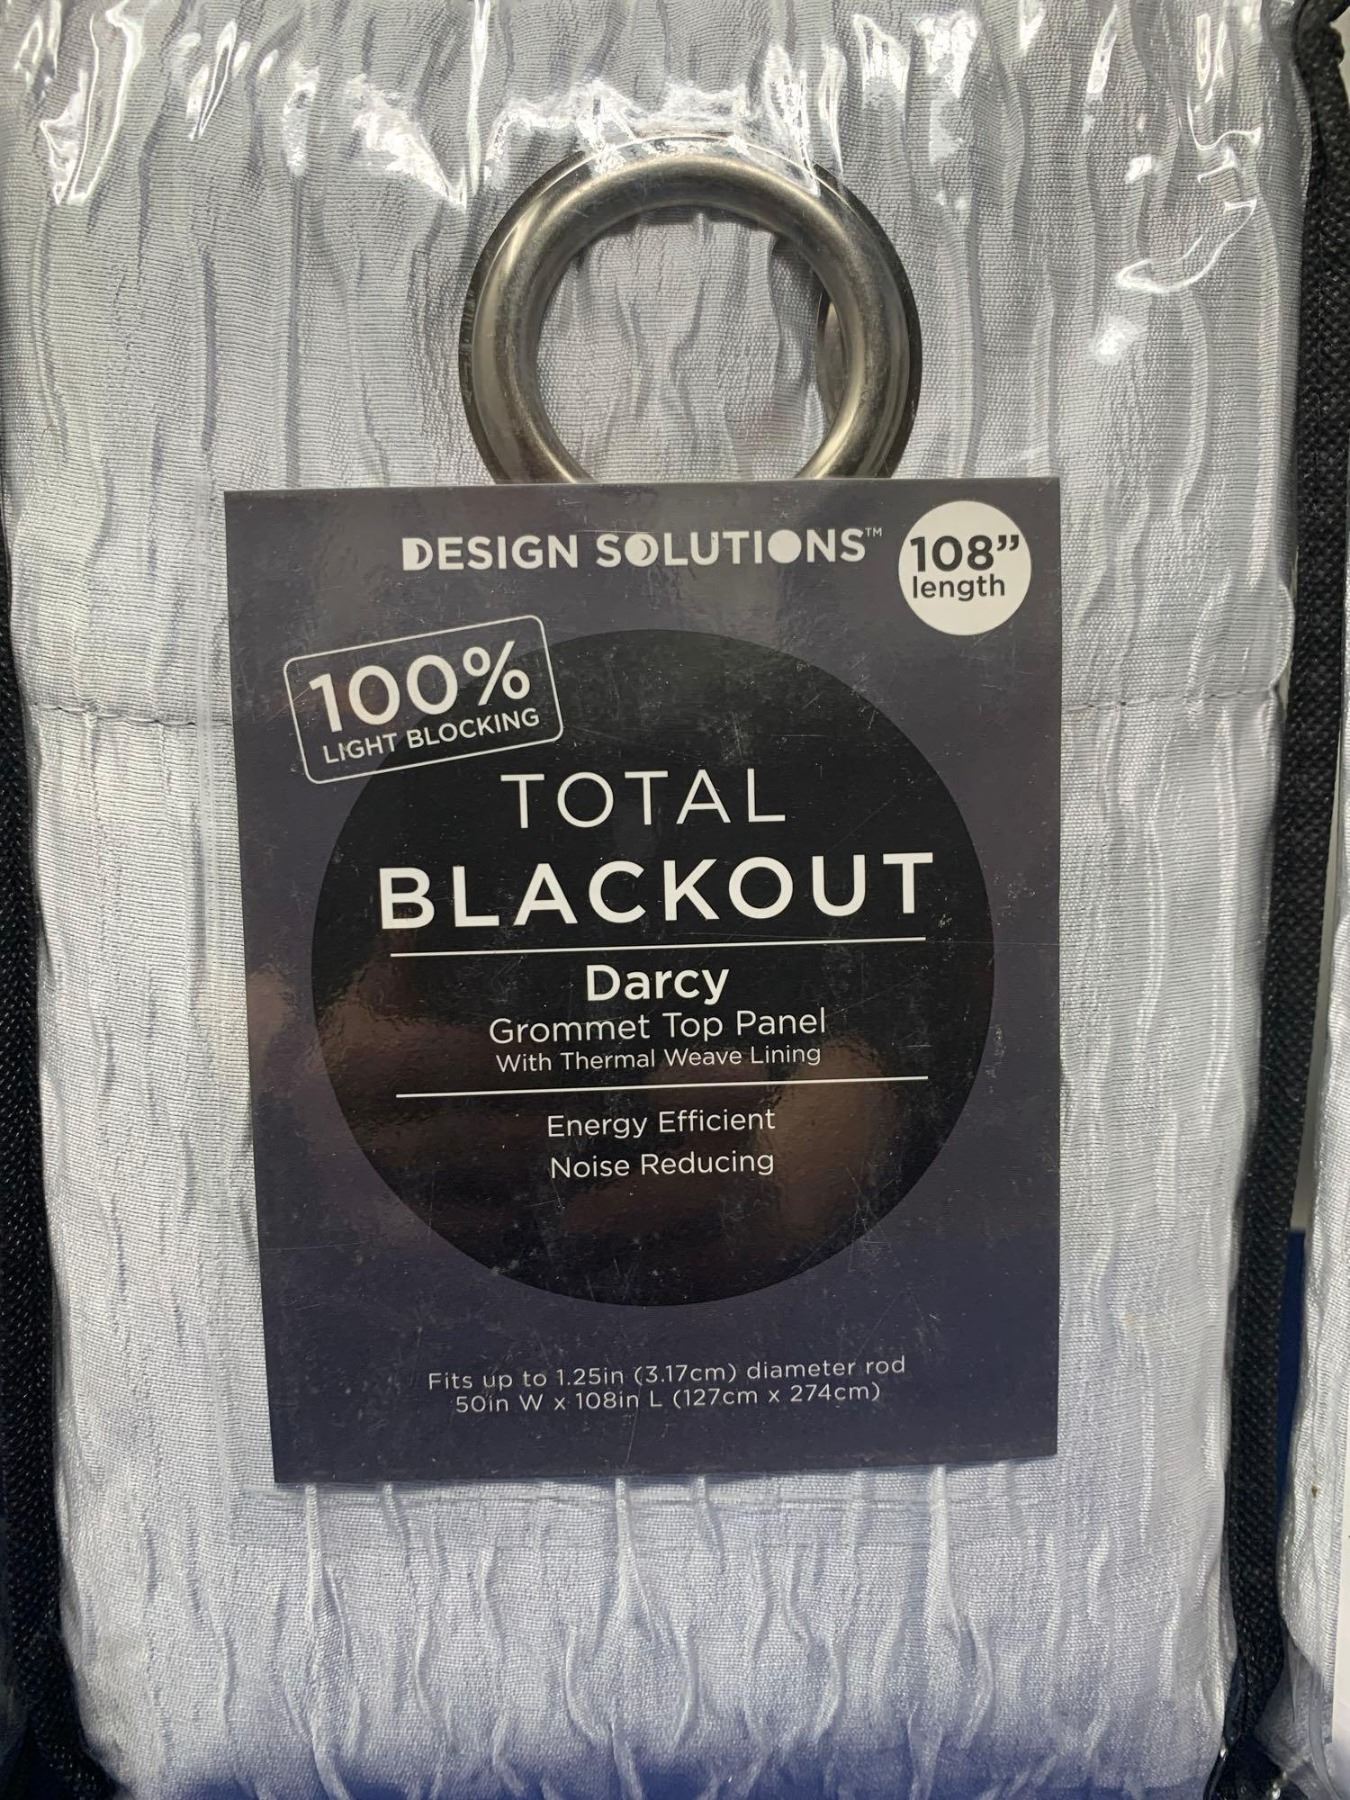 DESIGN SOLUTIONS™
108”
length
100%
LIGHT BLOCKING
TOTAL
BLACKOUT
Darcy
Grommet Top Panel
With Thermal Weave Lining
Energy Efficient
Noise Reducing
Fits up to 1.25in (3.17cm) diameter rod
50in W x 108in L (127cm x 274cm)